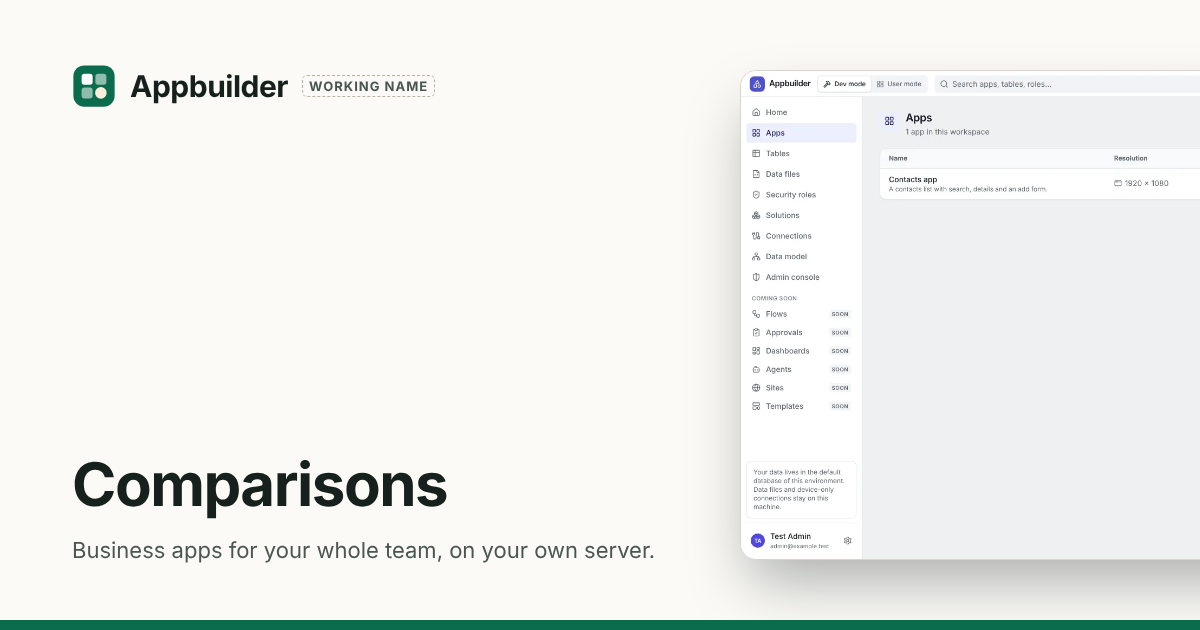 Appbuilder WORKING NAME
Comparisons
Business apps for your whole team, on your own server.
Appbuilder Dev mode User mode Search apps, tables, roles...
Home
Apps
Tables
Data files
Security roles
Solutions
Connections
Data model
Admin console
COMING SOON
Flows SOON
Approvals SOON
Dashboards SOON
Agents SOON
Sites SOON
Templates SOON
Your data lives in the default
database of this environment.
Data files and device-only
connections stay on this
machine.
TA Test Admin
admin@example.test
Apps
1 app in this workspace
Name Resolution
Contacts app
A contacts list with search, details and an add form.
1920 × 1080